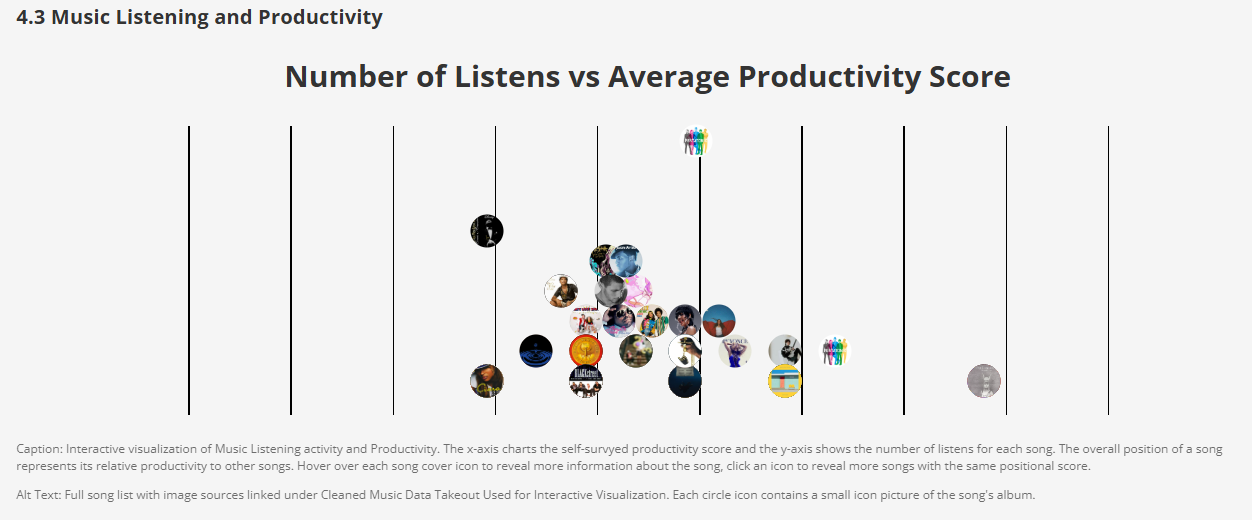 4.3 Music Listening and Productivity
Number of Listens vs Average Productivity Score
Caption: Interactive visualization of Music Listening activity and Productivity. The x-axis charts the self-survyed productivity score and the y-axis shows the number of listens for each song. The overall position of a song
represents its relative productivity to other songs. Hover over each song cover icon to reveal more information about the song, click an icon to reveal more songs with the same positional score.
Alt Text: Full song list with image sources linked under Cleaned Music Data Takeout Used for Interactive Visualization. Each circle icon contains a small icon picture of the song's album.